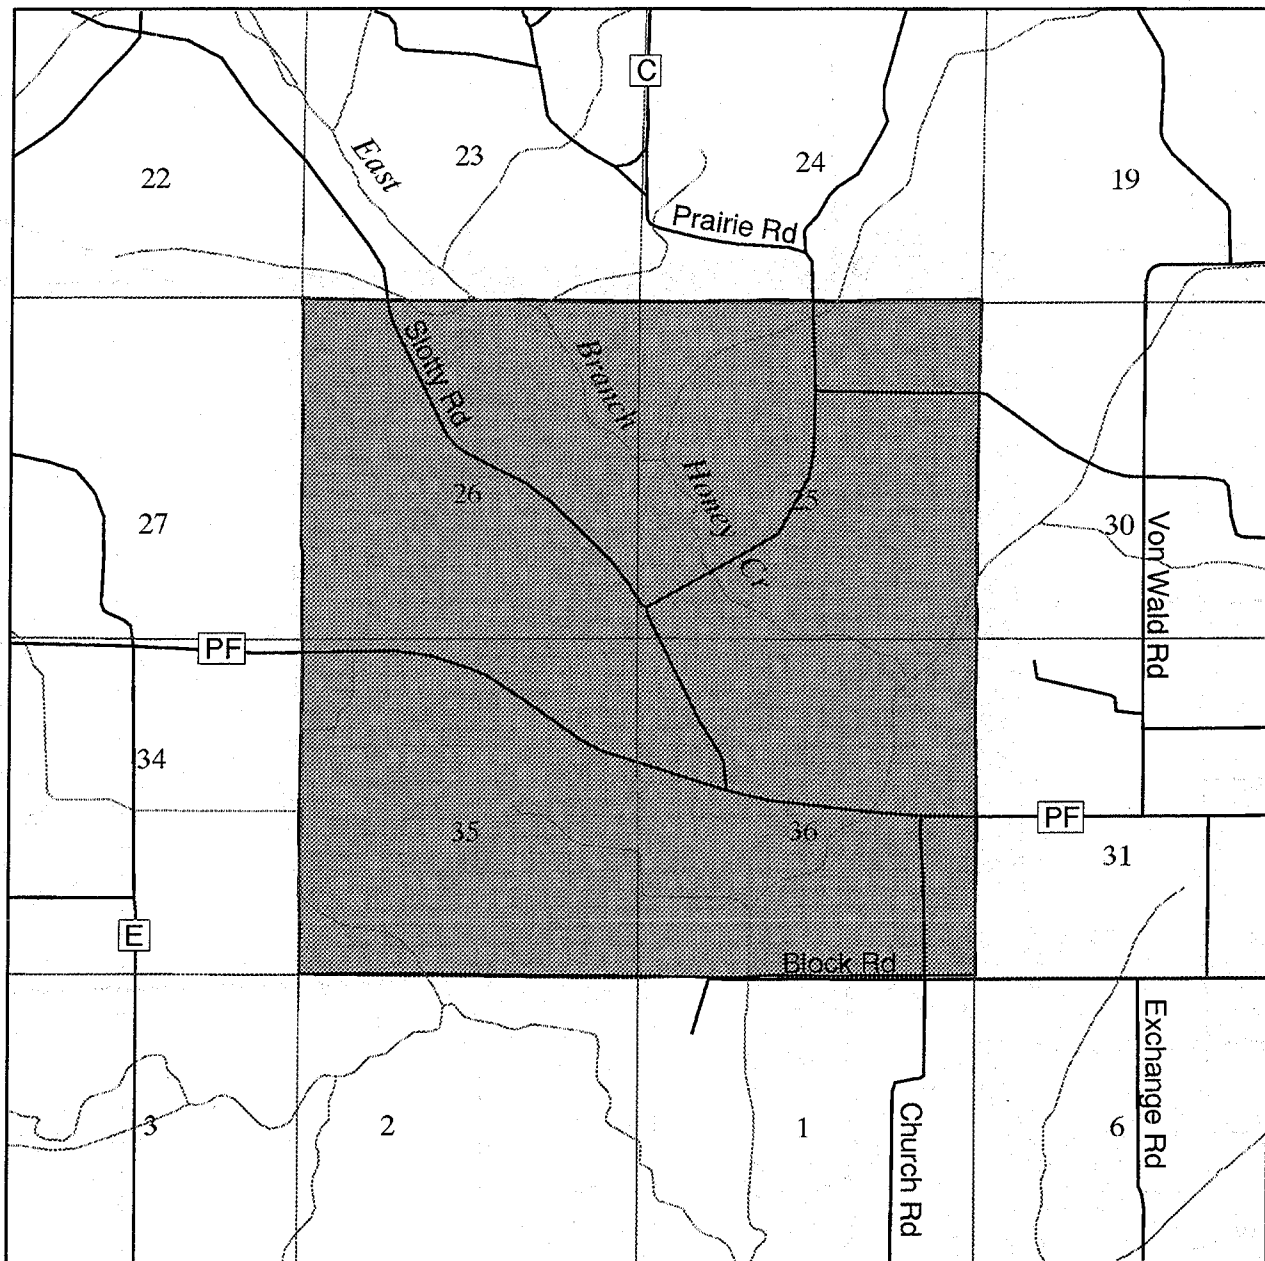 C
22
East
23
24
19
Prairie Rd
Slotty Rd
Branch
26
Honey
25
27
30
Cr
Von Wald Rd
PF
34
35
36
PF
31
E
Block Rd
3
2
1
6
Church Rd
Exchange Rd